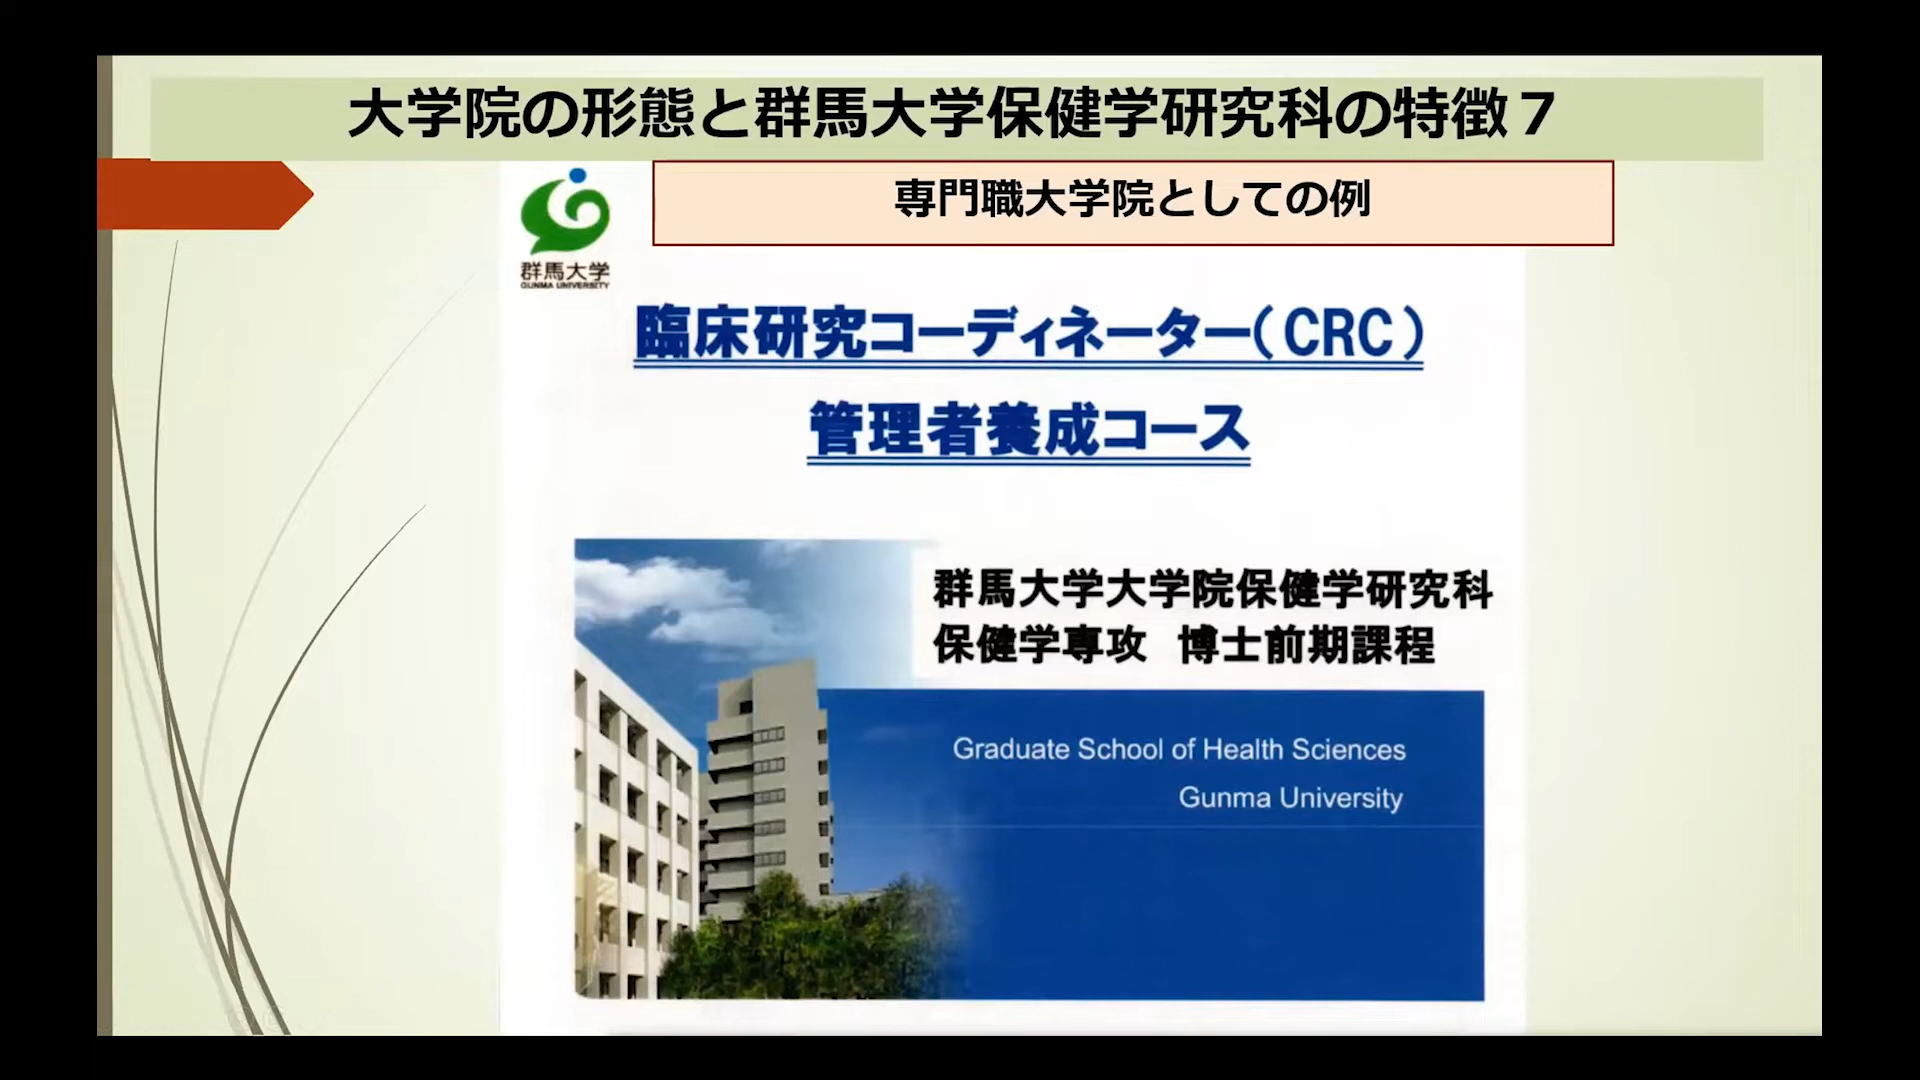 大学院の形態と群馬大学保健学研究科の特徴７
専門職大学院としての例
群馬大学
GUNMA UNIVERSITY
臨床研究コーディネーター（CRC）
管理者養成コース
群馬大学大学院保健学研究科
保健学専攻　博士前期課程
Graduate School of Health Sciences
Gunma University